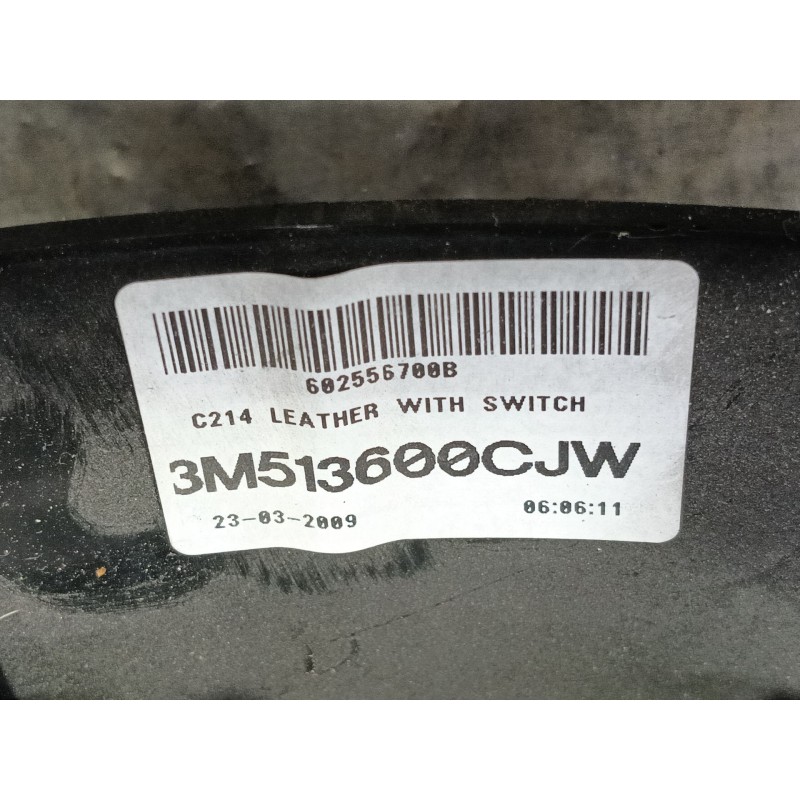 602556700B
C214 LEATHER WITH SWITCH
3M513600CJW
23-03-2009 06:06:11